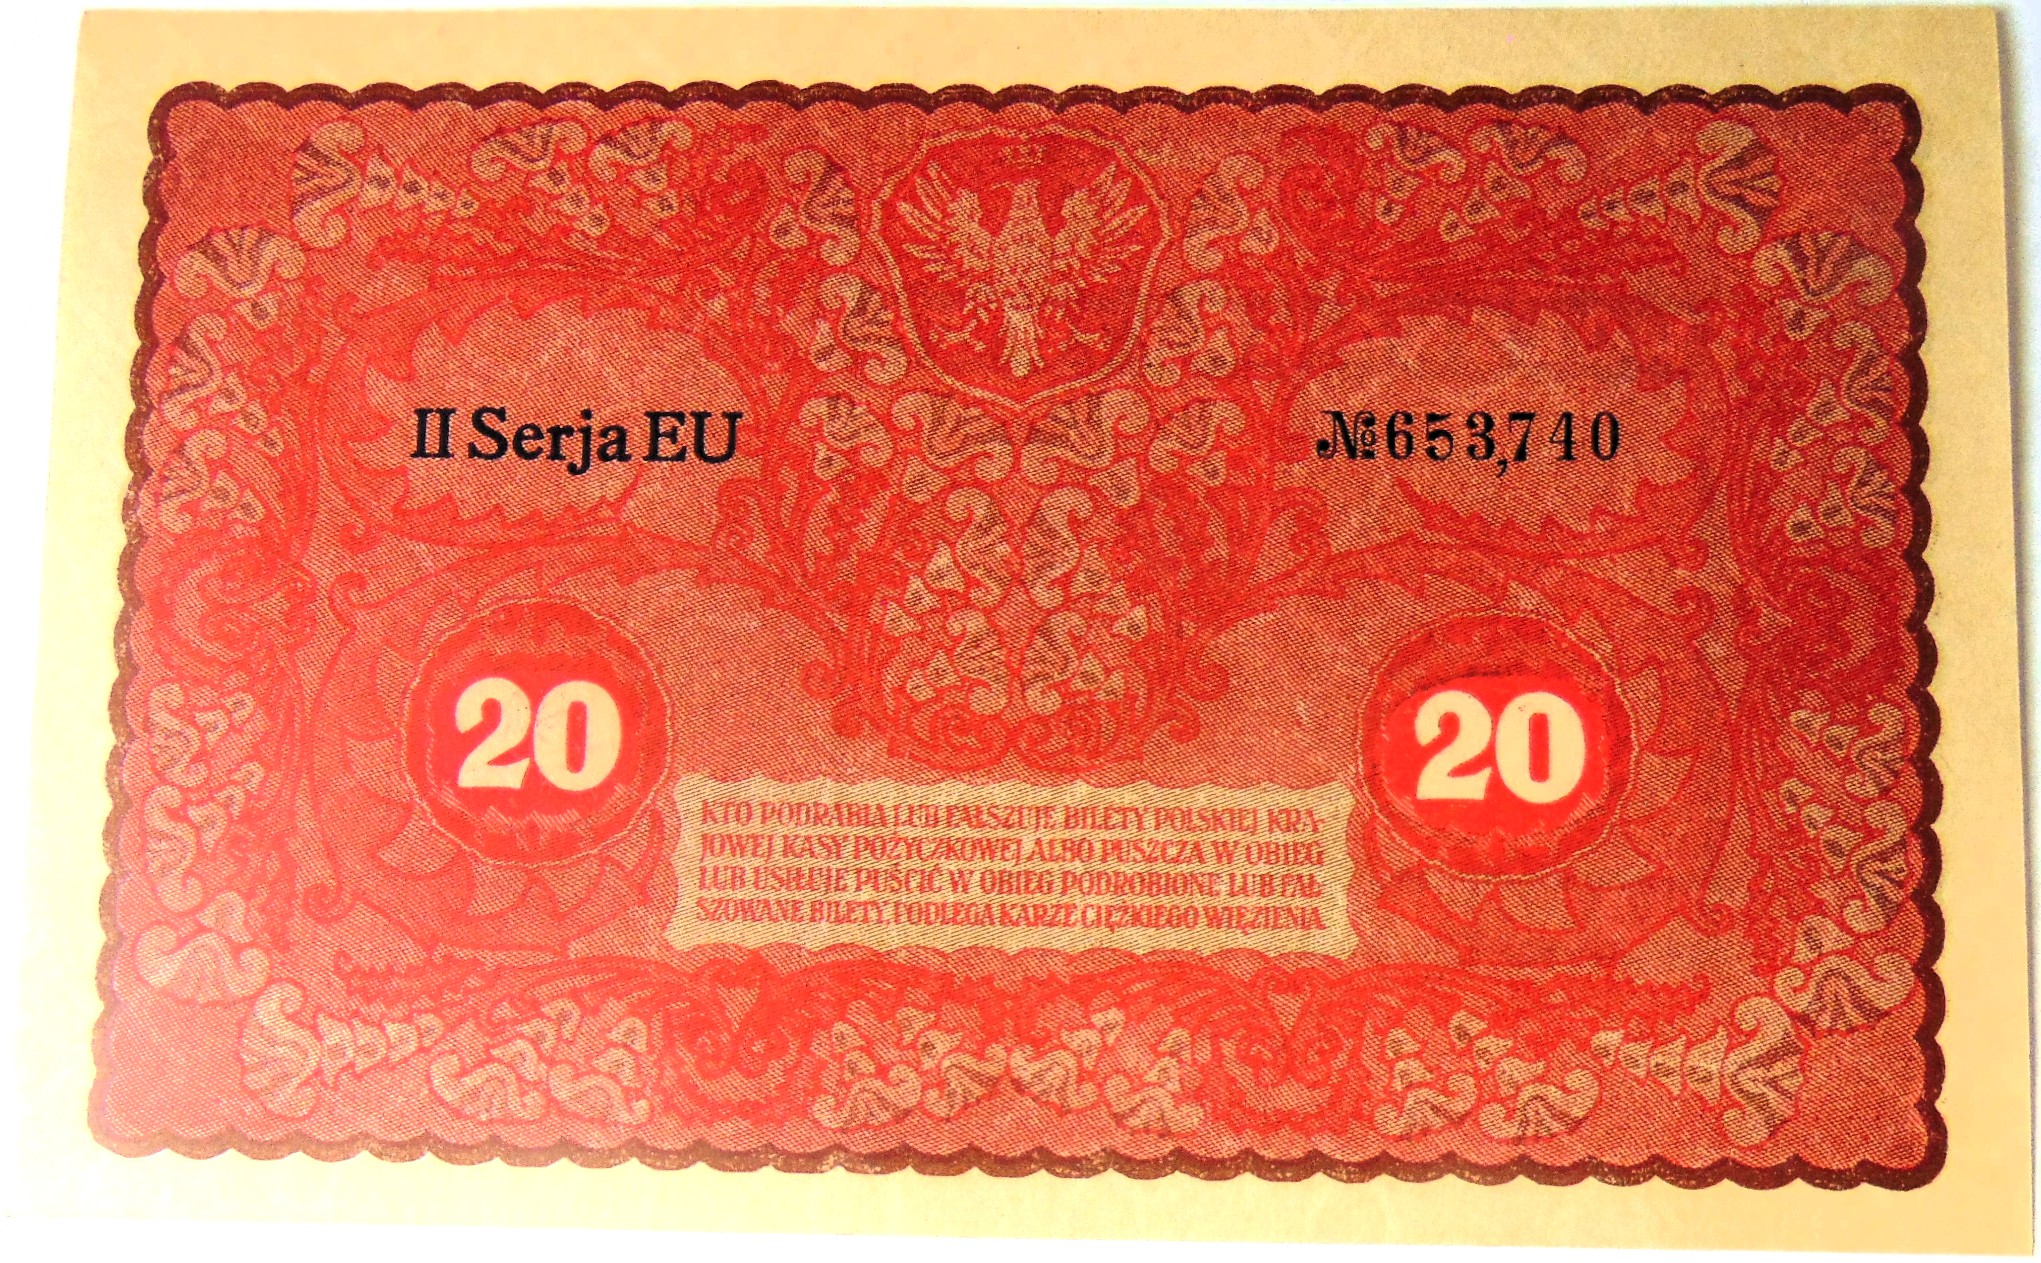 II Serja EU
№653,740
20
20
KTO PODRABIA LUB FAŁSZUJE BILETY POLSKIEJ KRA-
JOWEJ KASY POŻYCZKOWEJ ALBO PUSZCZA W OBIEG
LUB USIŁUJE PUŚCIĆ W OBIEG PODROBIONE LUB FAŁ-
SZOWANE BILETY, PODLEGA KARZE CIĘŻKIEGO WIĘZIENIA